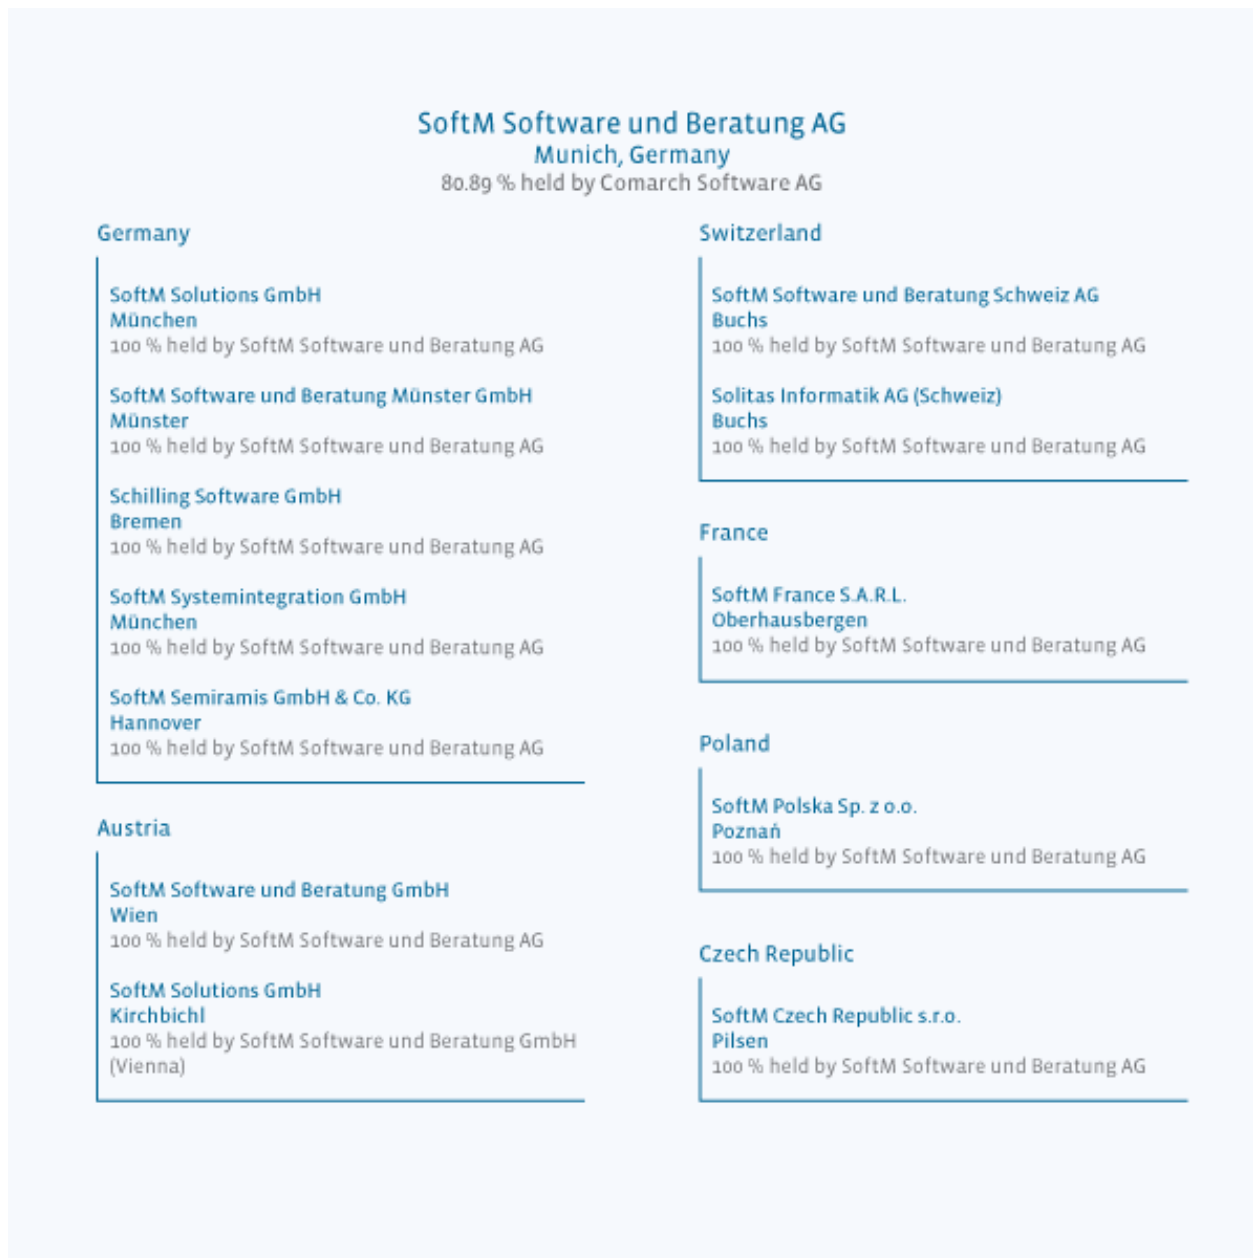 SoftM Software und Beratung AG
Munich, Germany
80.89 % held by Comarch Software AG
Germany
SoftM Solutions GmbH
München
100 % held by SoftM Software und Beratung AG
SoftM Software und Beratung Münster GmbH
Münster
100 % held by SoftM Software und Beratung AG
Schilling Software GmbH
Bremen
100 % held by SoftM Software und Beratung AG
SoftM Systemintegration GmbH
München
100 % held by SoftM Software und Beratung AG
SoftM Semiramis GmbH & Co. KG
Hannover
100 % held by SoftM Software und Beratung AG
Austria
SoftM Software und Beratung GmbH
Wien
100 % held by SoftM Software und Beratung AG
SoftM Solutions GmbH
Kirchbichl
100 % held by SoftM Software und Beratung GmbH
(Vienna)
Switzerland
SoftM Software und Beratung Schweiz AG
Buchs
100 % held by SoftM Software und Beratung AG
Solitas Informatik AG (Schweiz)
Buchs
100 % held by SoftM Software und Beratung AG
France
SoftM France S.A.R.L.
Oberhausbergen
100 % held by SoftM Software und Beratung AG
Poland
SoftM Polska Sp. z o.o.
Poznań
100 % held by SoftM Software und Beratung AG
Czech Republic
SoftM Czech Republic s.r.o.
Pilsen
100 % held by SoftM Software und Beratung AG